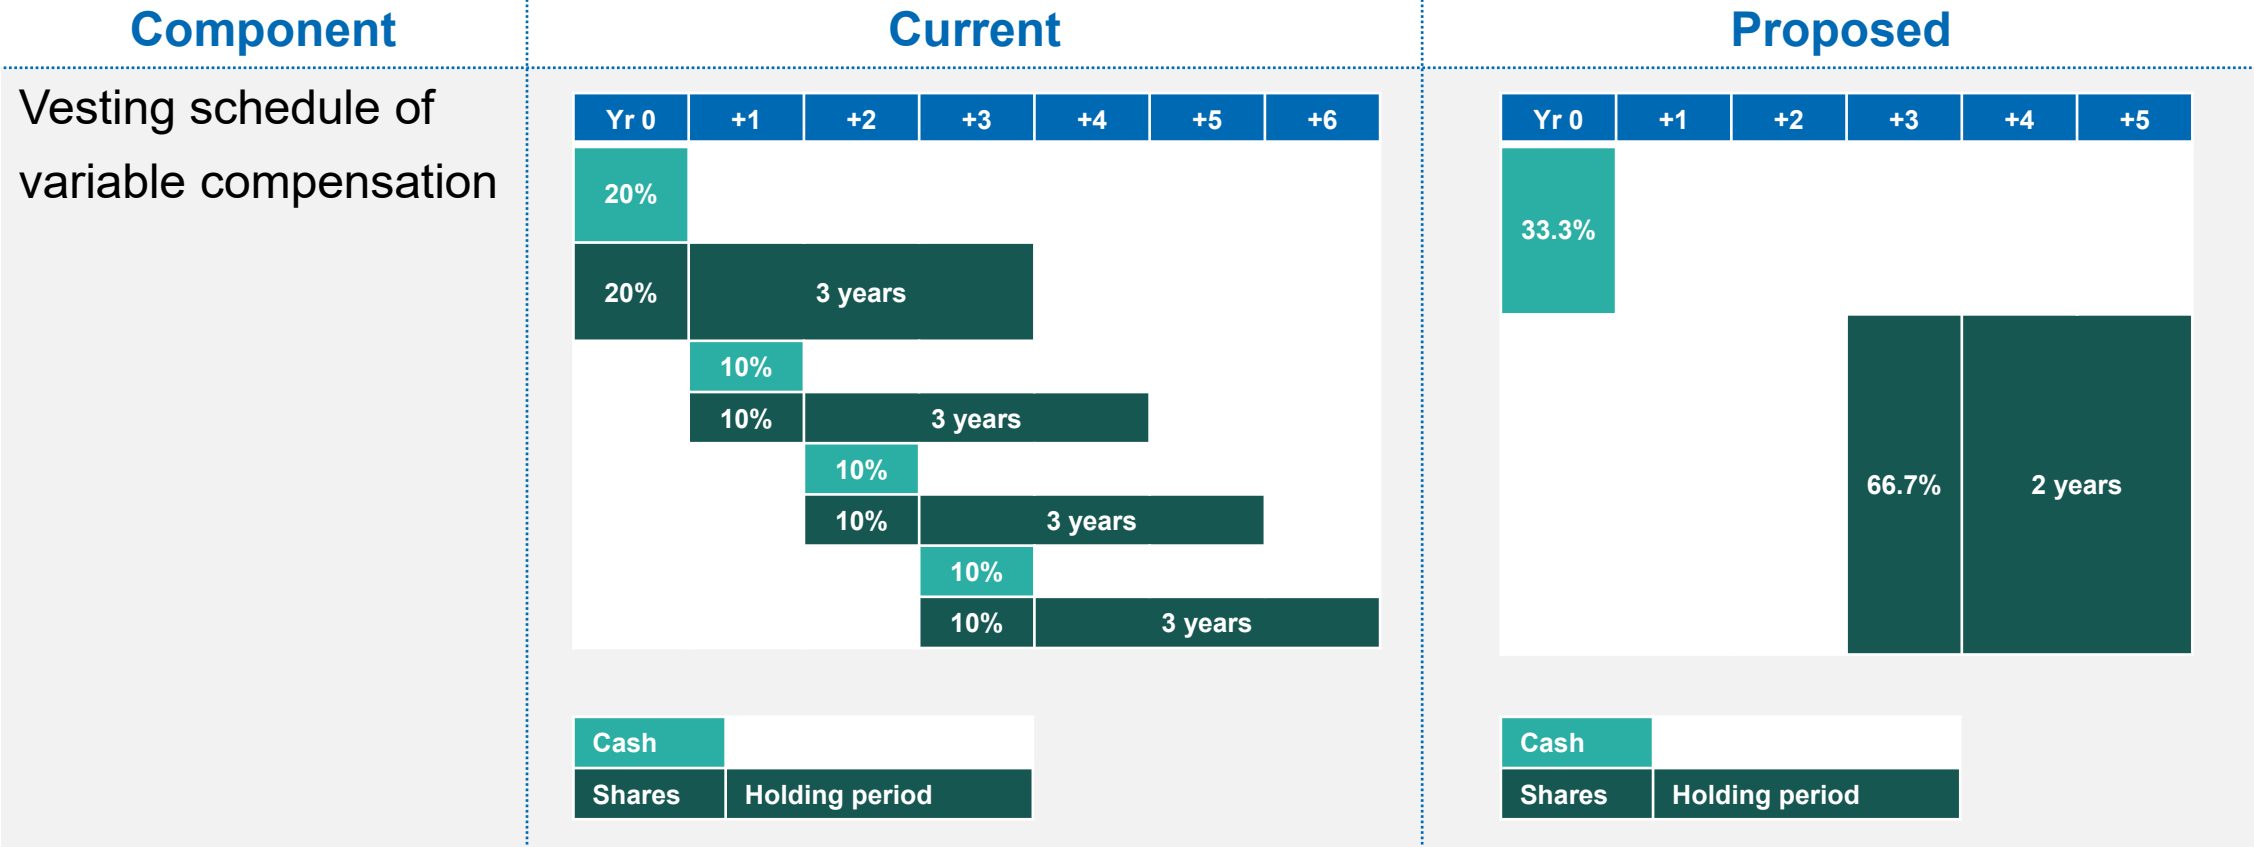 Component
Current
Proposed
Vesting schedule of
variable compensation
Yr 0 +1 +2 +3 +4 +5 +6
20%
20% 3 years
10%
10% 3 years
10%
10% 3 years
10%
10% 3 years
Cash
Shares Holding period
Yr 0 +1 +2 +3 +4 +5
33.3%
66.7% 2 years
Cash
Shares Holding period